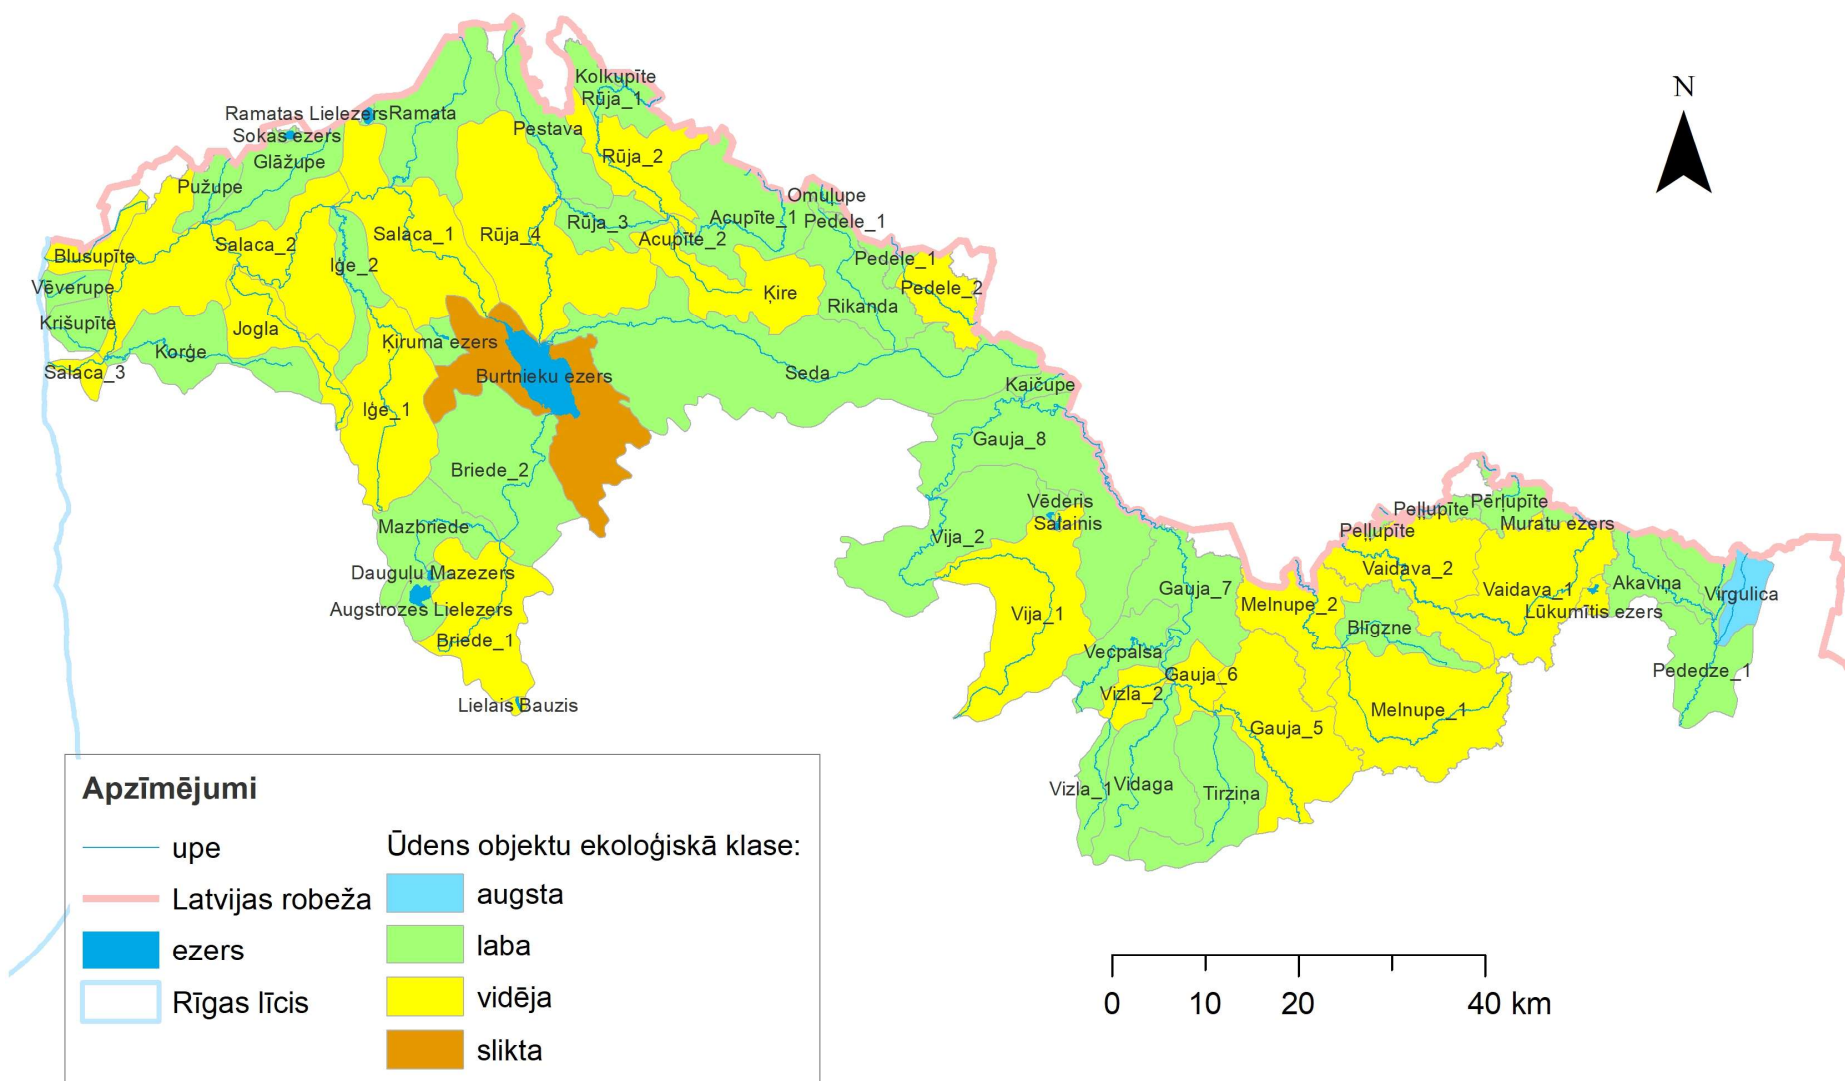 N
Kolkupīte
Rūja_1
Ramatas Lielezers
Ramata
Sokas ezers
Pestava
Glāžupe
Rūja_2
Pužupe
Omuļupe
Acupīte_1
Pedele_1
Rūja_3
Salaca_1
Rūja_4
Acupīte_2
Salaca_2
Blusupīte
Iģe_2
Pedele_1
Vēverupe
Pedele_2
Ķire
Rikanda
Krišupīte
Jogla
Ķiruma ezers
Korģe
Salaca_3
Burtnieku ezers
Seda
Kaičupe
Iģe_1
Gauja_8
Briede_2
Vēderis
Salainis
Pērļupīte
Peļļupīte
Muratu ezers
Peļļupīte
Mazbriede
Vija_2
Vaidava_2
Dauguļu Mazezers
Augstrozes Lielezers
Gauja_7
Vaidava_1
Akaviņa
Virgulica
Melnupe_2
Lūkumītis ezers
Vija_1
Blīgzne
Briede_1
Vecpalsa
Pededze_1
Gauja_6
Vizla_2
Lielais Bauzis
Melnupe_1
Gauja_5
Vizla_1
Vidaga
Tirziņa
Apzīmējumi
upe
Latvijas robeža
ezers
Rīgas līcis
Ūdens objektu ekoloģiskā klase:
augsta
laba
vidēja
slikta
0 10 20 40 km